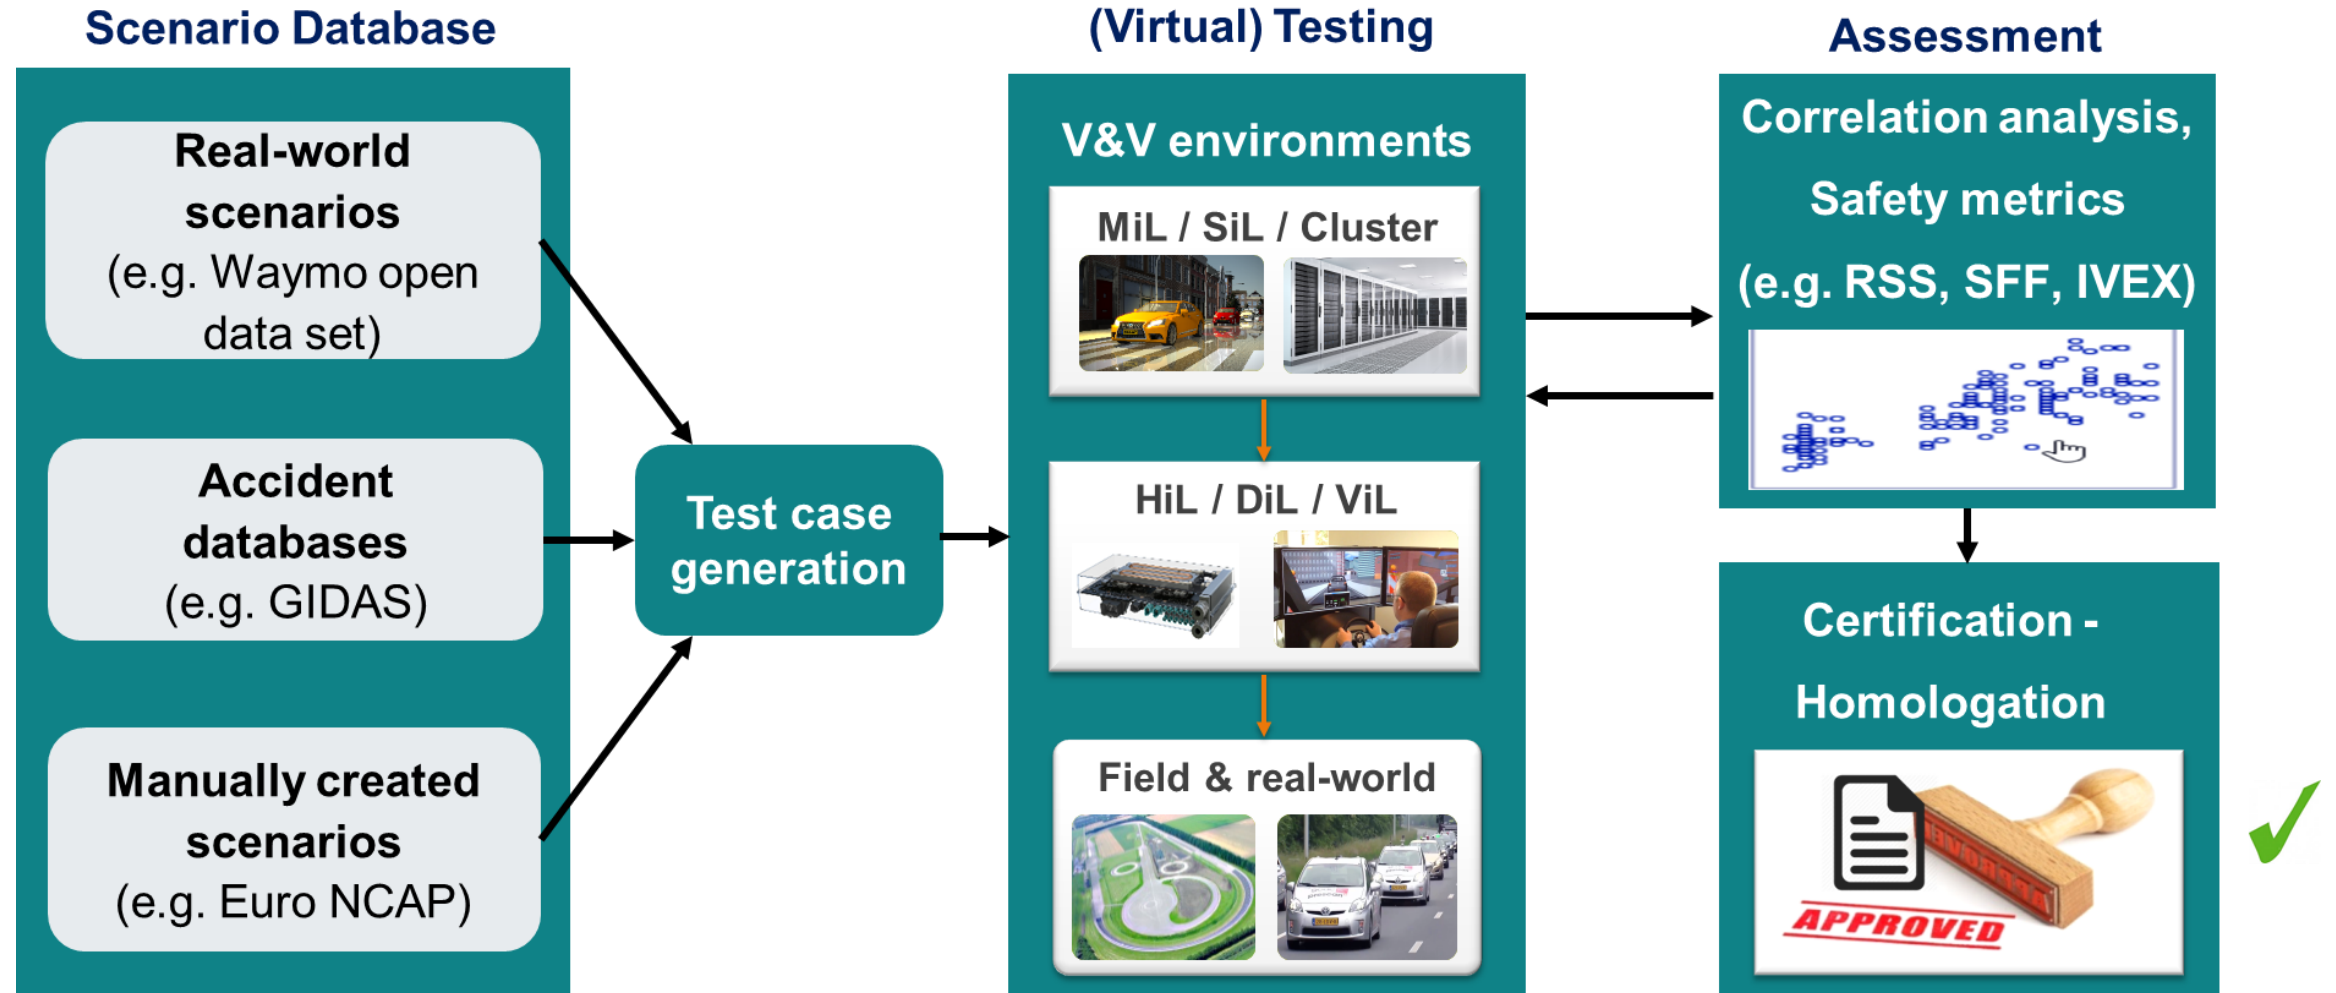 Scenario Database
Real-world
scenarios
(e.g. Waymo open
data set)
Accident
databases
(e.g. GIDAS)
Manually created
scenarios
(e.g. Euro NCAP)
Test case
generation
(Virtual) Testing
V&V environments
MiL / SiL / Cluster
HiL / DiL / ViL
Field & real-world
Assessment
Correlation analysis,
Safety metrics
(e.g. RSS, SFF, IVEX)
Certification -
Homologation
APPROVED